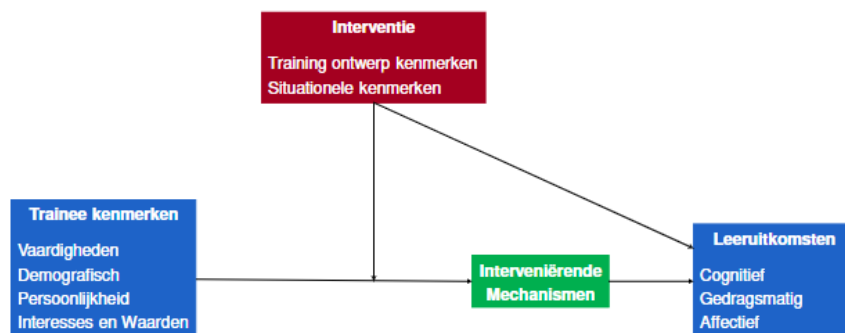 Interventie
Training ontwerp kenmerken
Situationele kenmerken
Trainee kenmerken
Vaardigheden
Demografisch
Persoonlijkheid
Interesses en Waarden
Interveniërende
Mechanismen
Leeruitkomsten
Cognitief
Gedragsmatig
Affectief